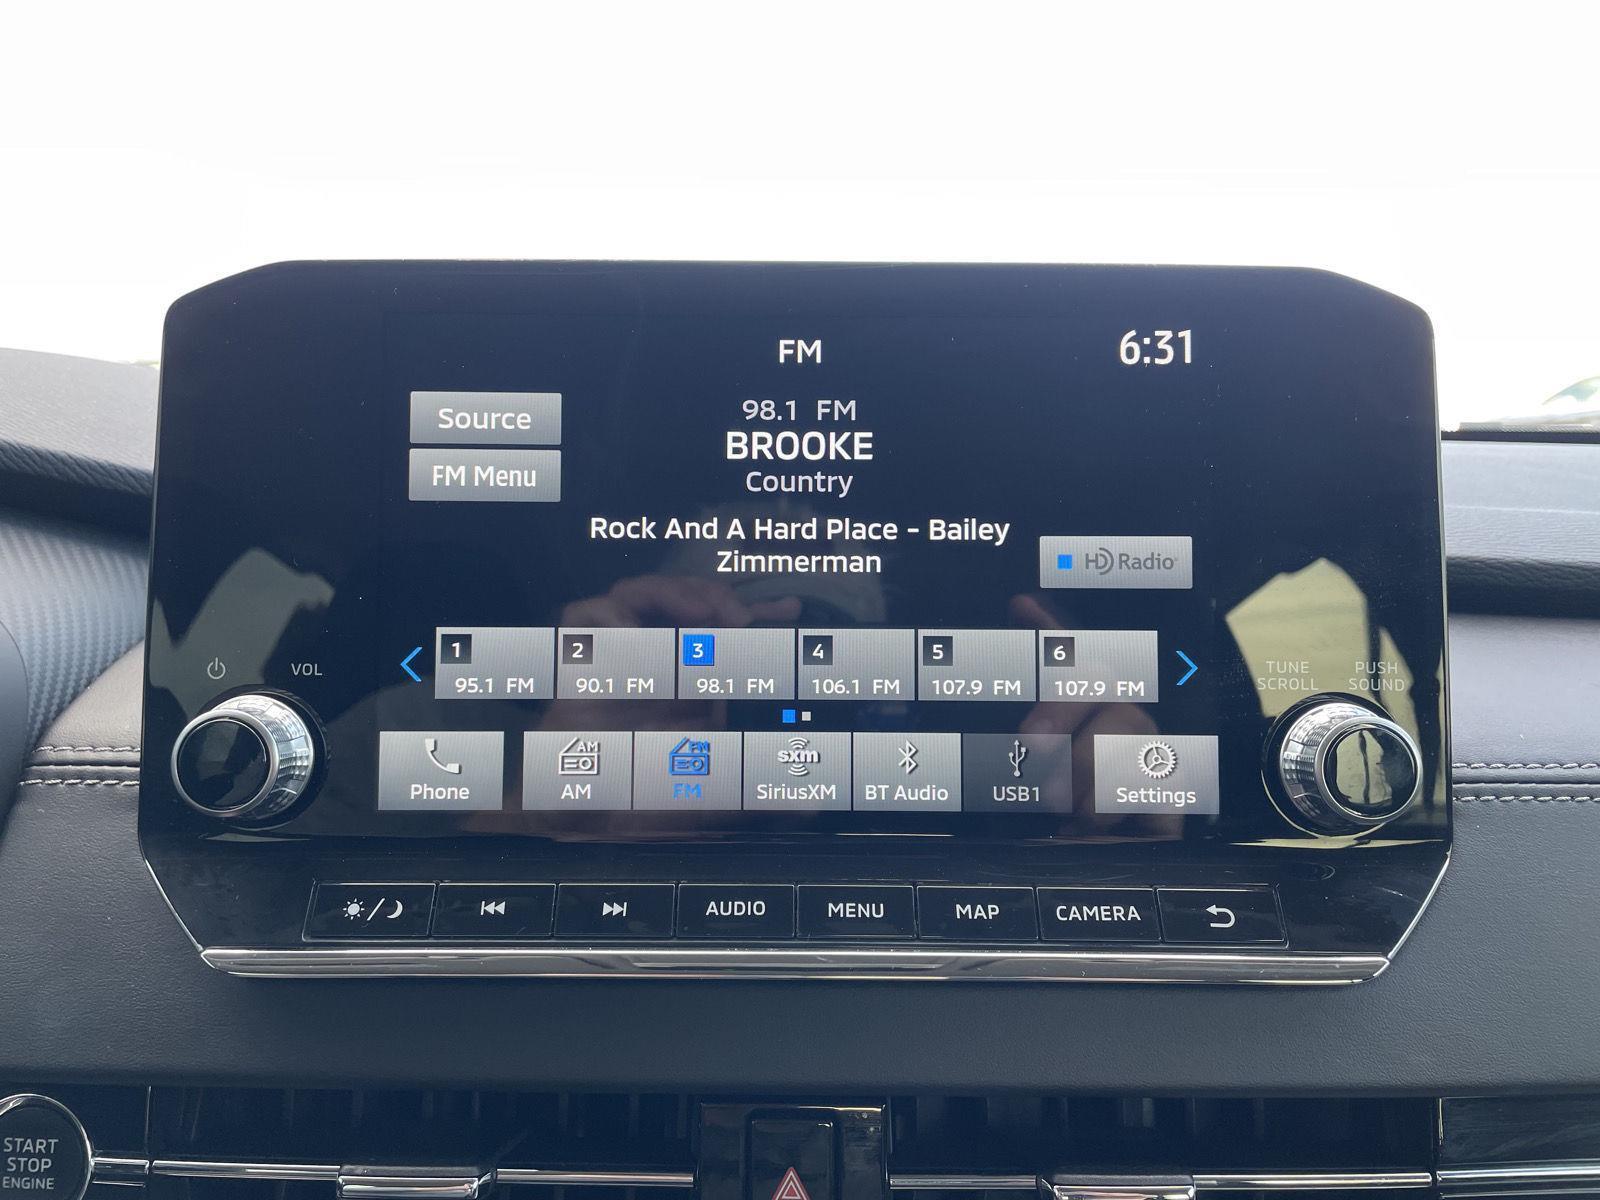 FM
6:31
Source
98.1 FM
BROOKE
FM Menu
Country
Rock And A Hard Place - Bailey
Zimmerman
HD Radio
VOL
TUNE
SCROLL
PUSH
SOUND
1
95.1 FM
2
90.1 FM
3
98.1 FM
4
106.1 FM
5
107.9 FM
6
107.9 FM
Phone
AM
AM
FM
FM
sxm
SiriusXM
BT Audio
USB1
Settings
AUDIO
MENU
MAP
CAMERA
START
STOP
ENGINE